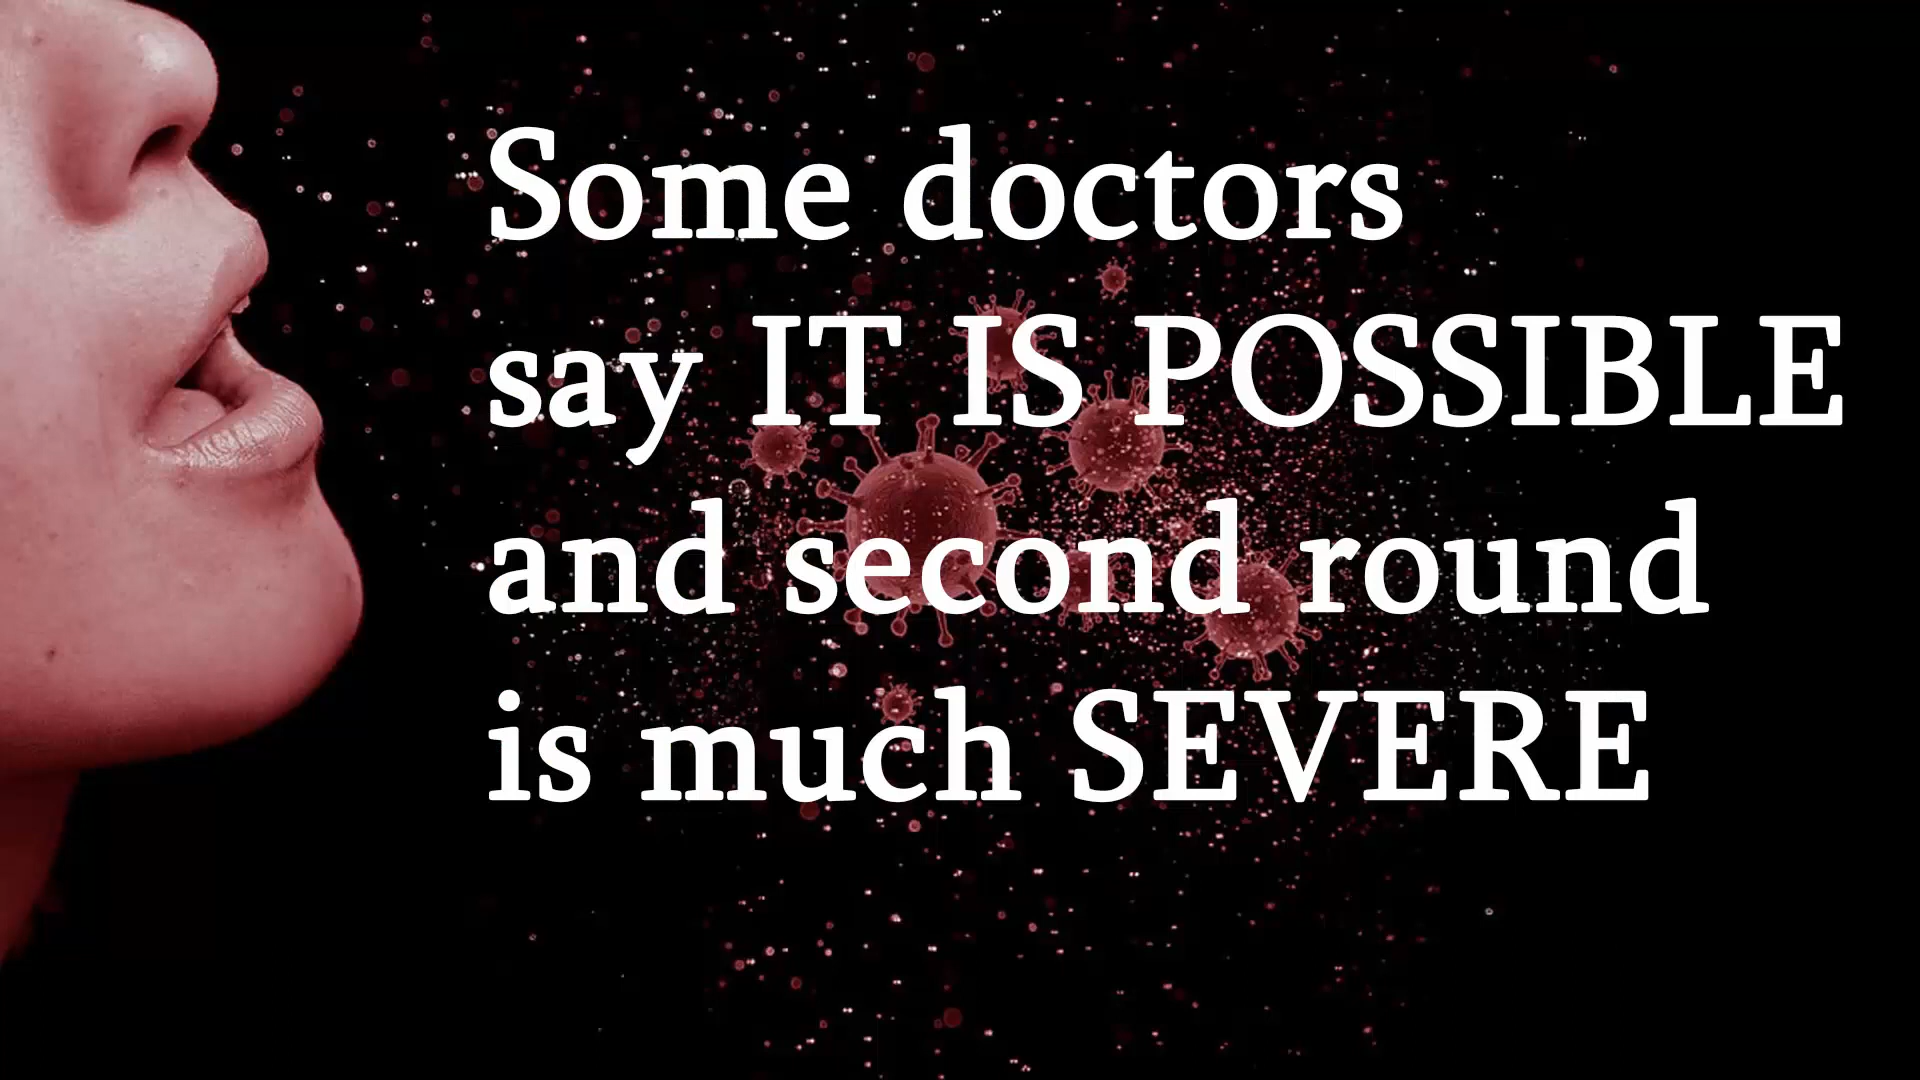 Some doctors
say IT IS POSSIBLE
and second round
is much SEVERE